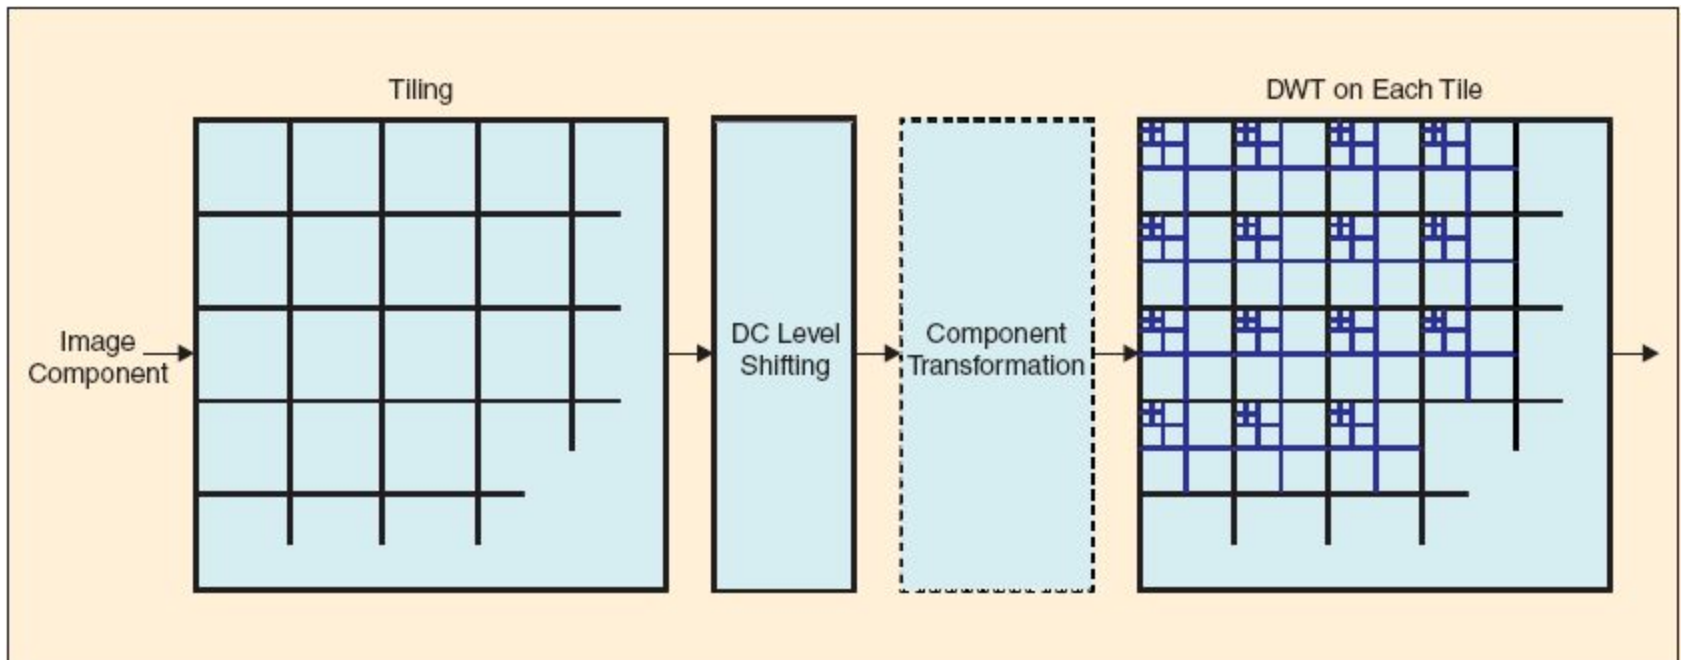 Tiling
DWT on Each Tile
Image
Component
DC Level
Shifting
Component
Transformation